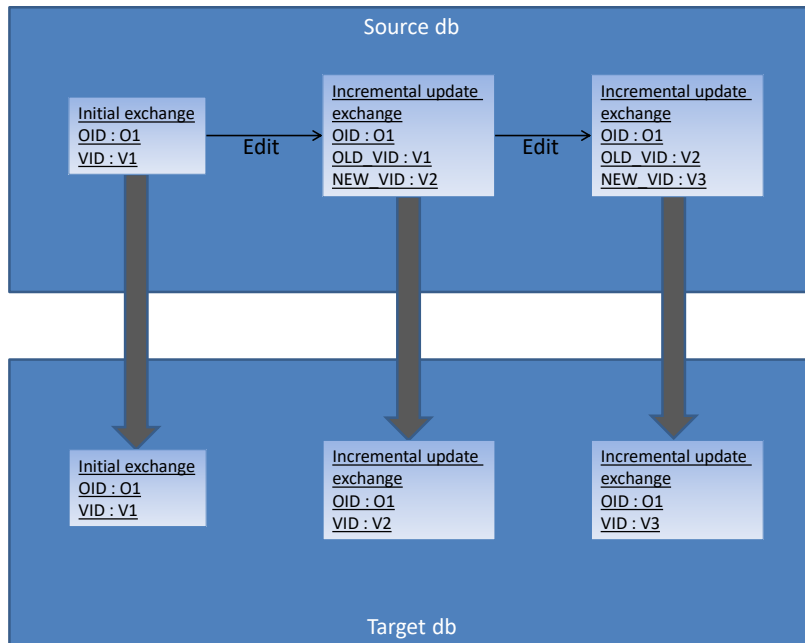 Source db
Initial exchange
OID : O1
VID : V1
Edit
Incremental update
exchange
OID : O1
OLD_VID : V1
NEW_VID : V2
Edit
Incremental update
exchange
OID : O1
OLD_VID : V2
NEW_VID : V3
Initial exchange
OID : O1
VID : V1
Incremental update
exchange
OID : O1
VID : V2
Incremental update
exchange
OID : O1
VID : V3
Target db